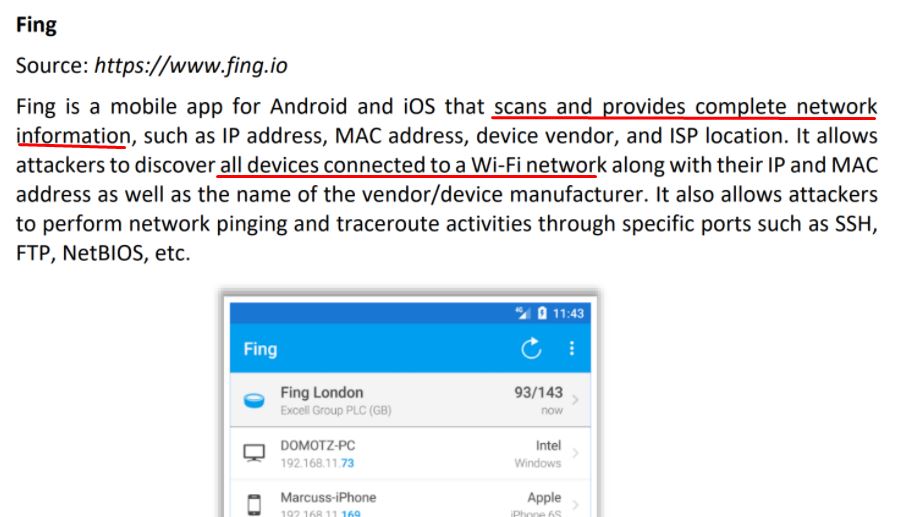 Fing
Source: https://www.fing.io
Fing is a mobile app for Android and iOS that scans and provides complete network
information, such as IP address, MAC address, device vendor, and ISP location. It allows
attackers to discover all devices connected to a Wi-Fi network along with their IP and MAC
address as well as the name of the vendor/device manufacturer. It also allows attackers
to perform network pinging and traceroute activities through specific ports such as SSH,
FTP, NetBIOS, etc.
4G 11:43
Fing
Fing London 93/143
Excell Group PLC (GB) now
DOMOTZ-PC Intel
192.168.11.73 Windows
Marcuss-iPhone Apple
192.168.11.169 iPhone 6S